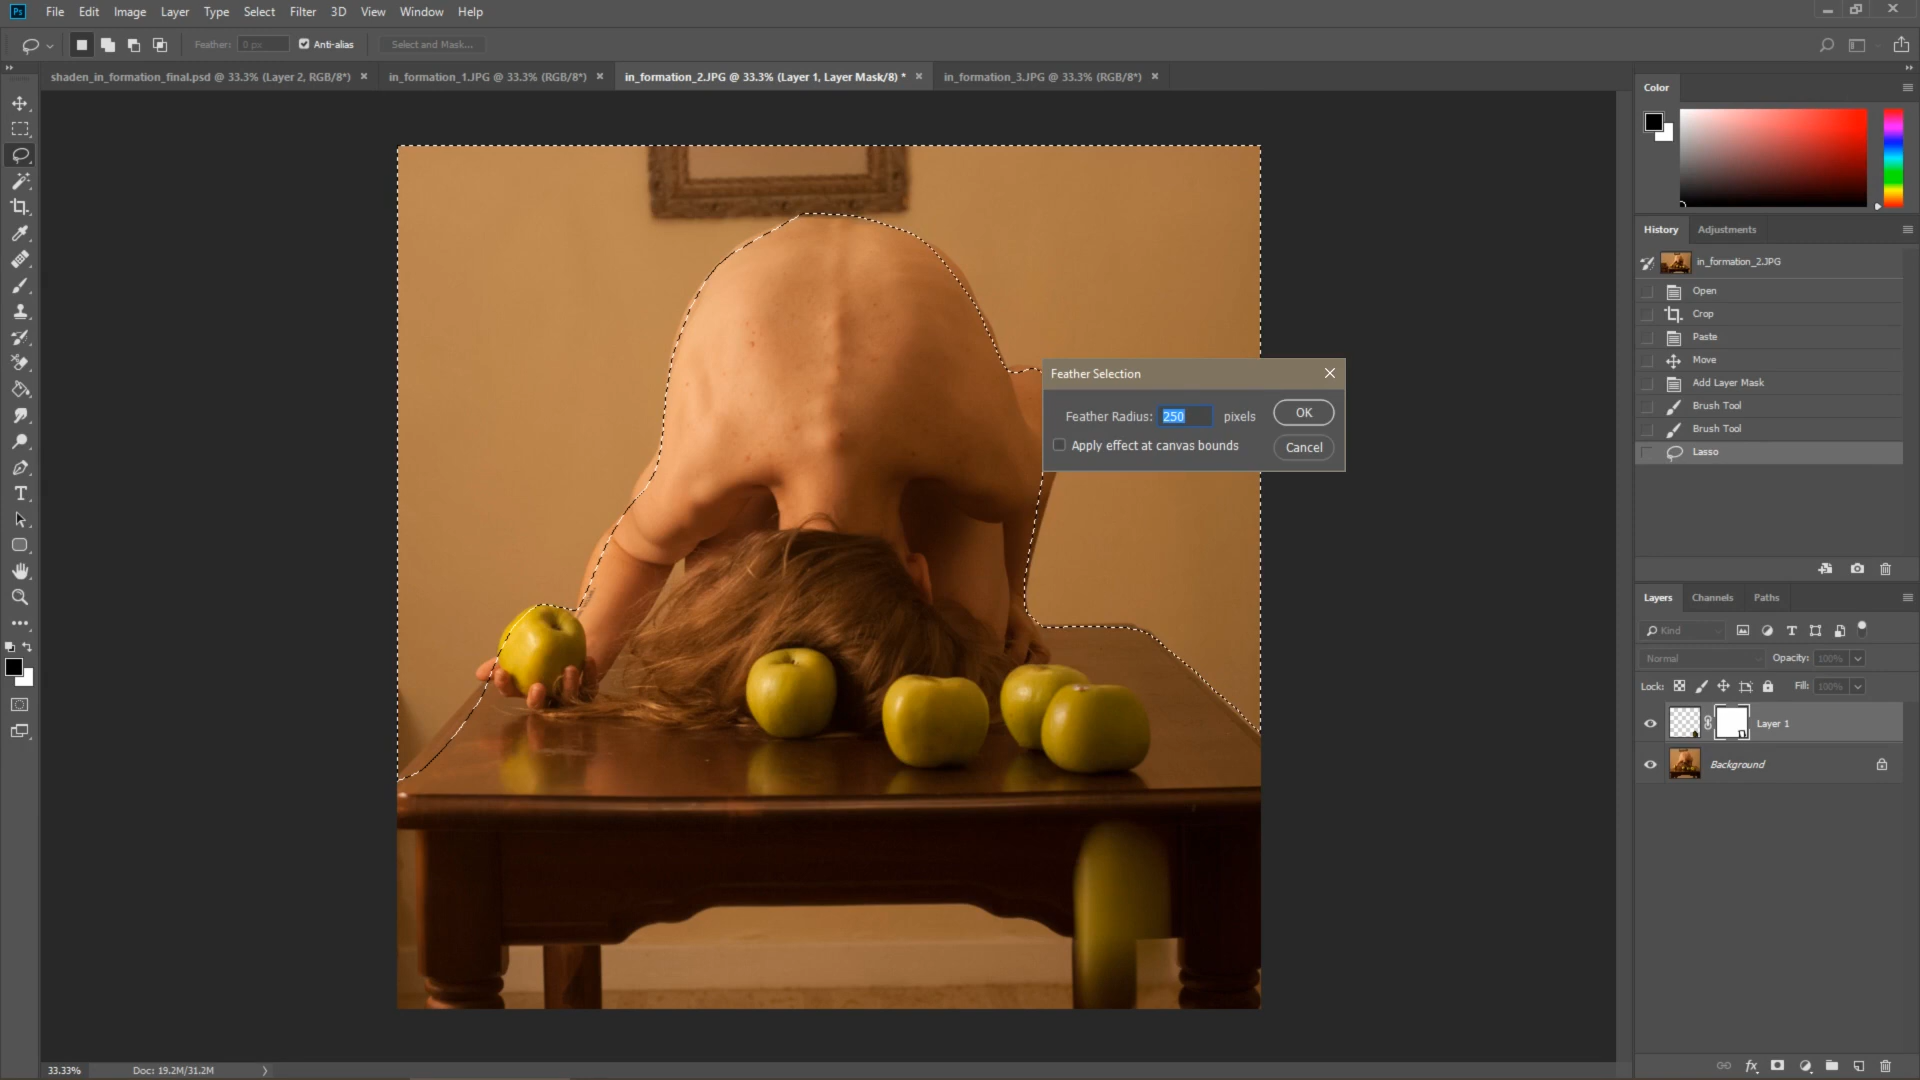 Ps File Edit Image Layer Type Select Filter 3D View Window Help
Feather: 0 px Anti-alias Select and Mask...
shaden_in_formation_final.psd @ 33.3% (Layer 2, RGB/8*) in_formation_1.JPG @ 33.3% (RGB/8*) in_formation_2.JPG @ 33.3% (Layer 1, Layer Mask/8) * in_formation_3.JPG @ 33.3% (RGB/8*)
Color
History Adjustments
in_formation_2.JPG
Open
Crop
Paste
Move
Add Layer Mask
Brush Tool
Brush Tool
Lasso
Feather Selection
Feather Radius: 250 pixels OK
Apply effect at canvas bounds Cancel
Layers Channels Paths
Kind
Normal Opacity: 100%
Lock: Fill: 100%
Layer 1
Background
33.33% Doc: 19.2M/31.2M